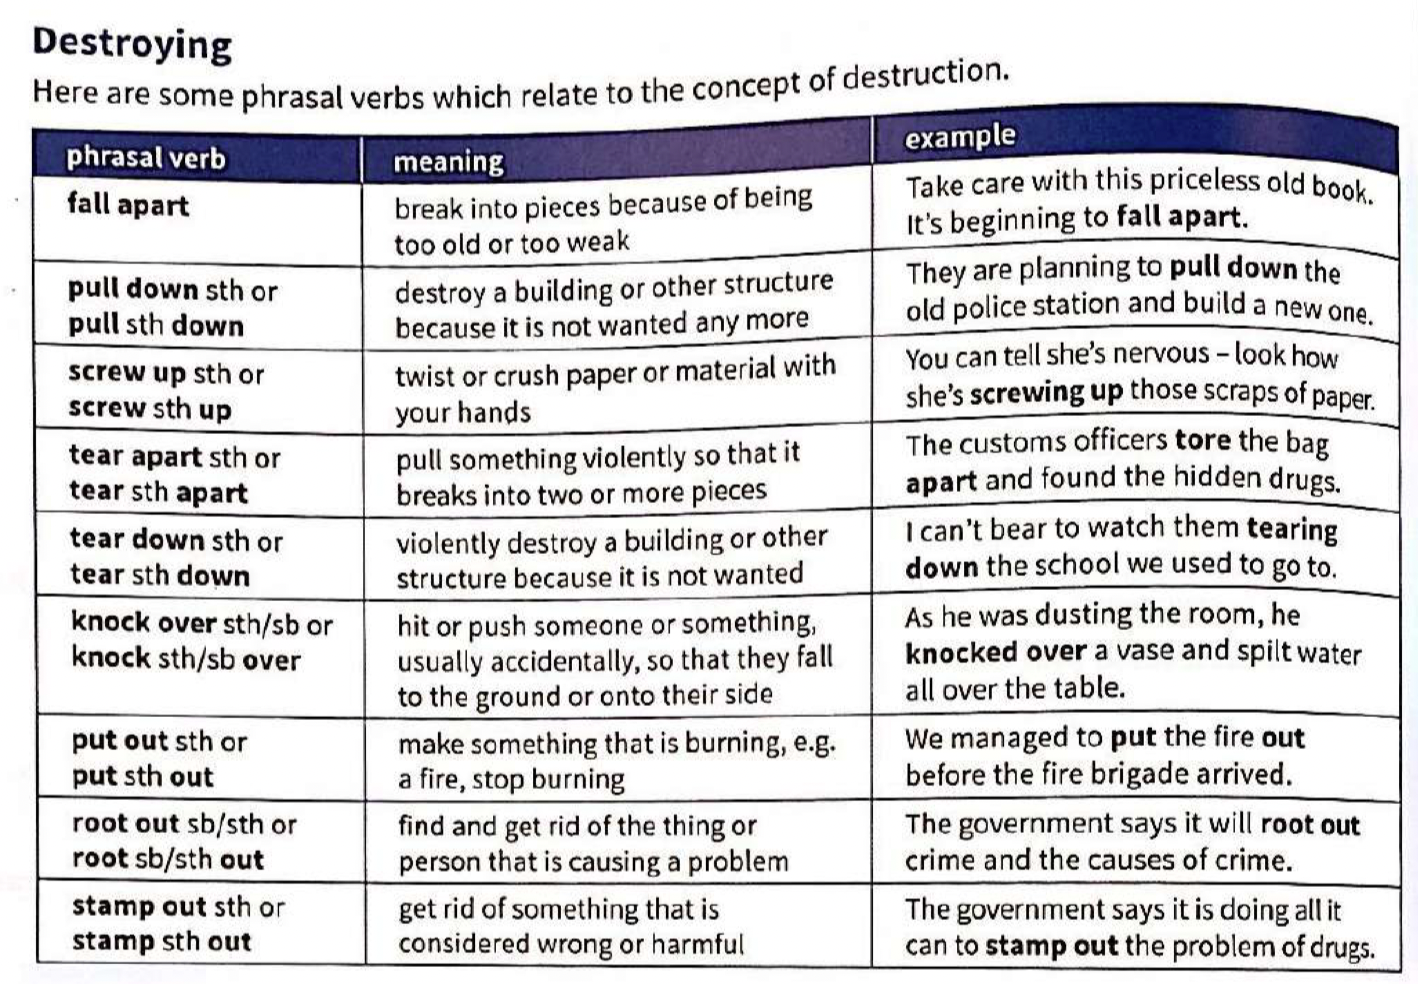 Destroying
Here are some phrasal verbs which relate to the concept of destruction.
phrasal verb meaning example
fall apart
break into pieces because of being
too old or too weak
Take care with this priceless old book.
It's beginning to fall apart.
pull down sth or
pull sth down
destroy a building or other structure
because it is not wanted any more
They are planning to pull down the
old police station and build a new one.
screw up sth or
screw sth up
twist or crush paper or material with
your hands
You can tell she's nervous – look how
she's screwing up those scraps of paper.
tear apart sth or
tear sth apart
pull something violently so that it
breaks into two or more pieces
The customs officers tore the bag
apart and found the hidden drugs.
tear down sth or
tear sth down
violently destroy a building or other
structure because it is not wanted
I can't bear to watch them tearing
down the school we used to go to.
knock over sth/sb or
knock sth/sb over
hit or push someone or something,
usually accidentally, so that they fall
to the ground or onto their side
As he was dusting the room, he
knocked over a vase and spilt water
all over the table.
put out sth or
put sth out
make something that is burning, e.g.
a fire, stop burning
We managed to put the fire out
before the fire brigade arrived.
root out sb/sth or
root sb/sth out
find and get rid of the thing or
person that is causing a problem
The government says it will root out
crime and the causes of crime.
stamp out sth or
stamp sth out
get rid of something that is
considered wrong or harmful
The government says it is doing all it
can to stamp out the problem of drugs.